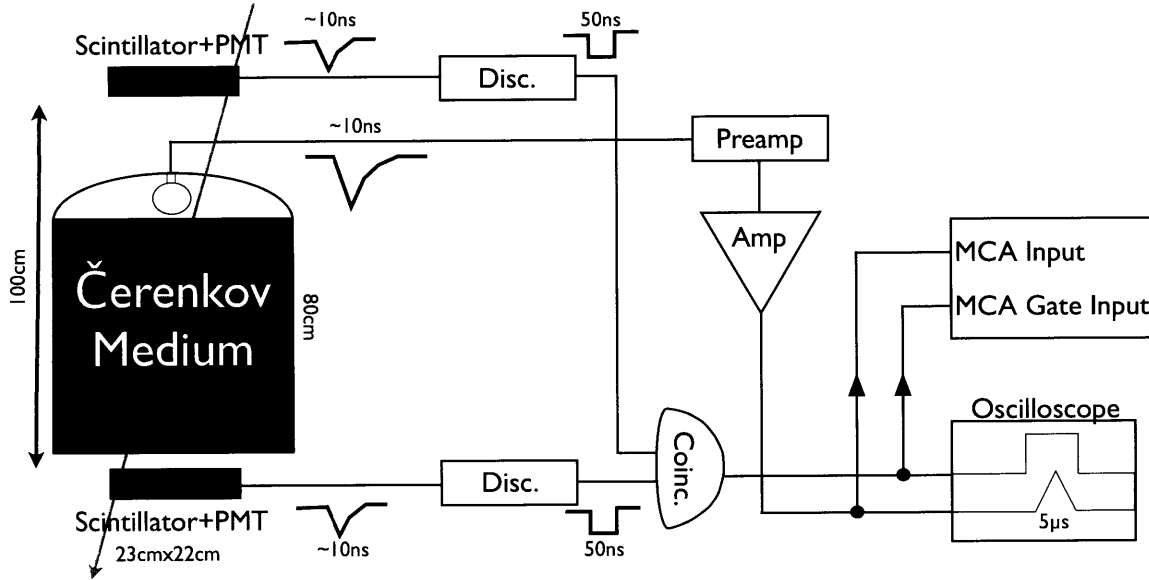 ~10ns
50ns
Scintillator+PMT
Disc.
~10ns
Preamp
Amp
100cm
Čerenkov
Medium
80cm
MCA Input
MCA Gate Input
Oscilloscope
Coinc.
5µs
Disc.
Scintillator+PMT
~10ns
50ns
23cmx22cm